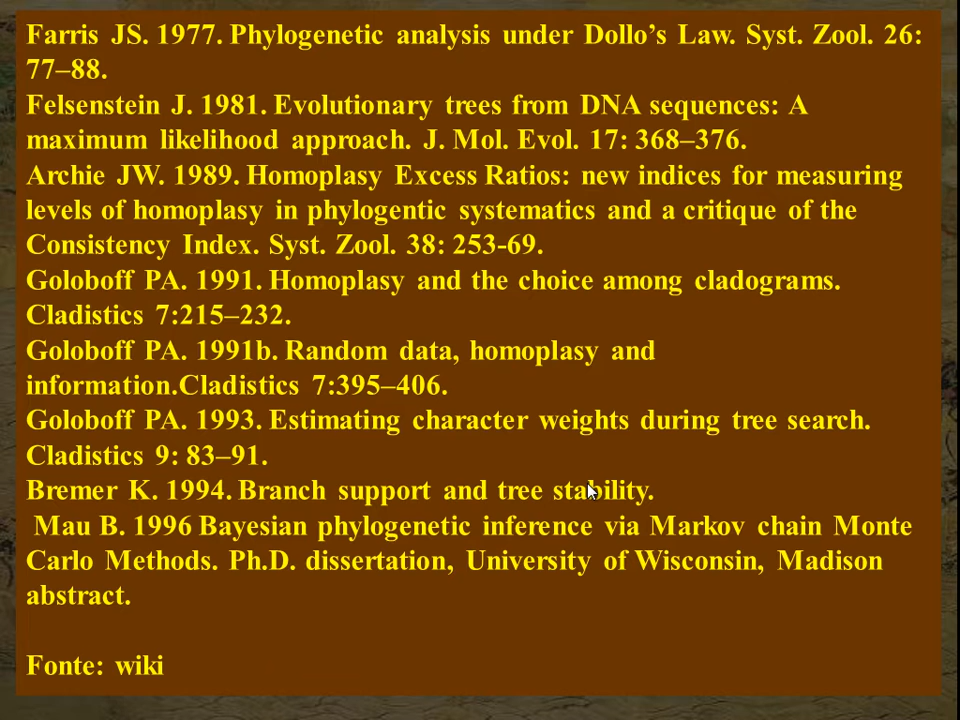 Farris JS. 1977. Phylogenetic analysis under Dollo’s Law. Syst. Zool. 26:
77–88.
Felsenstein J. 1981. Evolutionary trees from DNA sequences: A
maximum likelihood approach. J. Mol. Evol. 17: 368–376.
Archie JW. 1989. Homoplasy Excess Ratios: new indices for measuring
levels of homoplasy in phylogentic systematics and a critique of the
Consistency Index. Syst. Zool. 38: 253-69.
Goloboff PA. 1991. Homoplasy and the choice among cladograms.
Cladistics 7:215–232.
Goloboff PA. 1991b. Random data, homoplasy and
information.Cladistics 7:395–406.
Goloboff PA. 1993. Estimating character weights during tree search.
Cladistics 9: 83–91.
Bremer K. 1994. Branch support and tree stability.
Mau B. 1996 Bayesian phylogenetic inference via Markov chain Monte
Carlo Methods. Ph.D. dissertation, University of Wisconsin, Madison
abstract.
Fonte: wiki